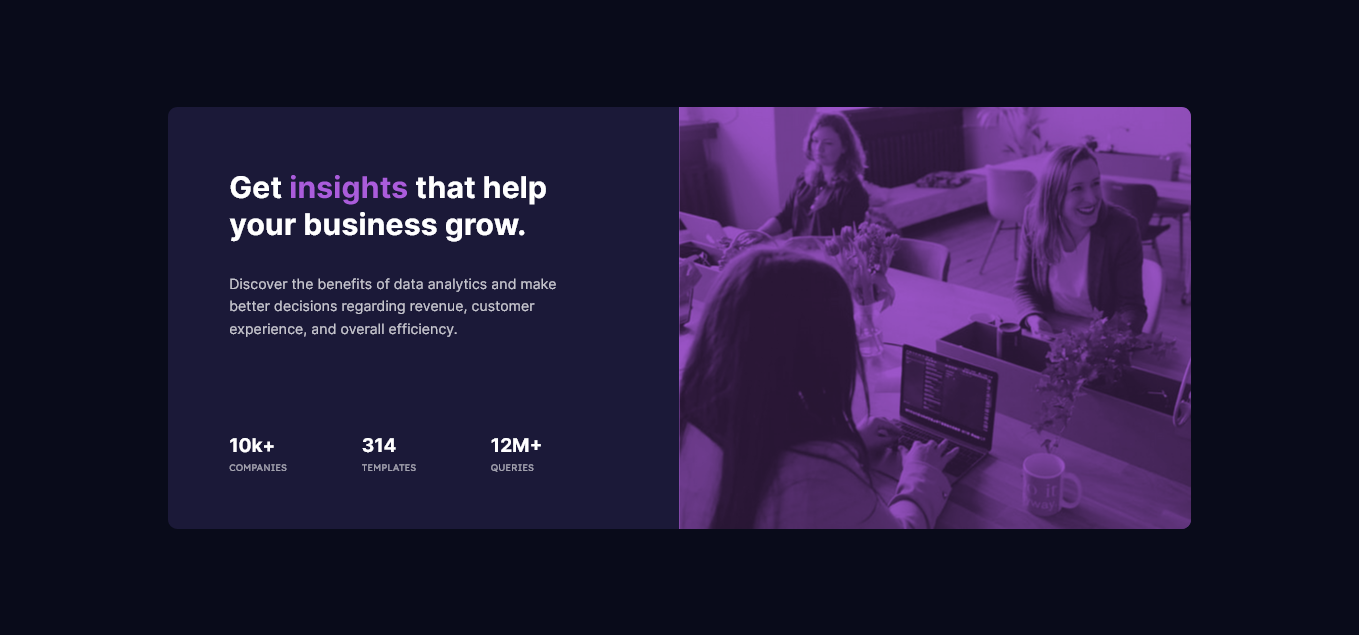 Get insights that help
your business grow.
Discover the benefits of data analytics and make
better decisions regarding revenue, customer
experience, and overall efficiency.
10k+ 314 12M+
COMPANIES TEMPLATES QUERIES